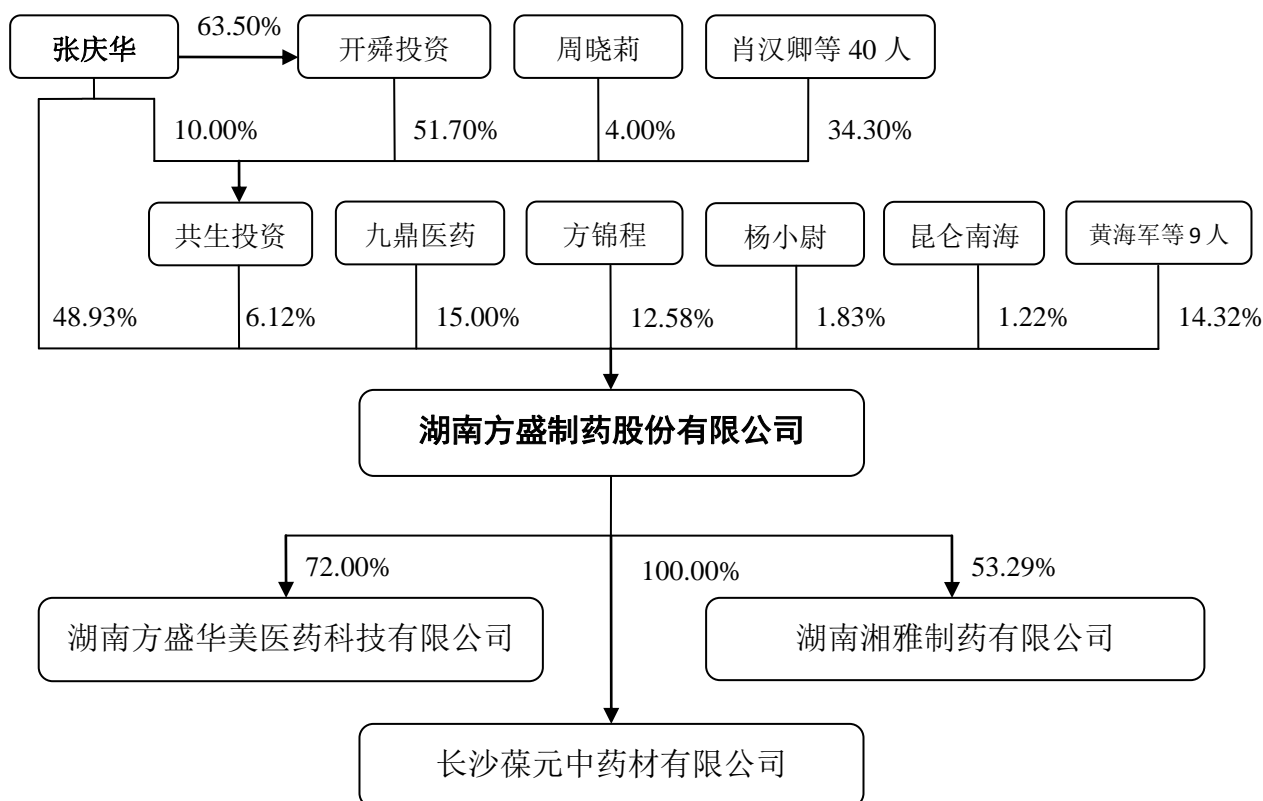 63.50%
张庆华
开舜投资
周晓莉
肖汉卿等 40 人
10.00%
51.70%
4.00%
34.30%
共生投资
九鼎医药
方锦程
杨小尉
昆仑南海
黄海军等 9 人
48.93%
6.12%
15.00%
12.58%
1.83%
1.22%
14.32%
湖南方盛制药股份有限公司
72.00%
100.00%
53.29%
湖南方盛华美医药科技有限公司
湖南湘雅制药有限公司
长沙葆元中药材有限公司